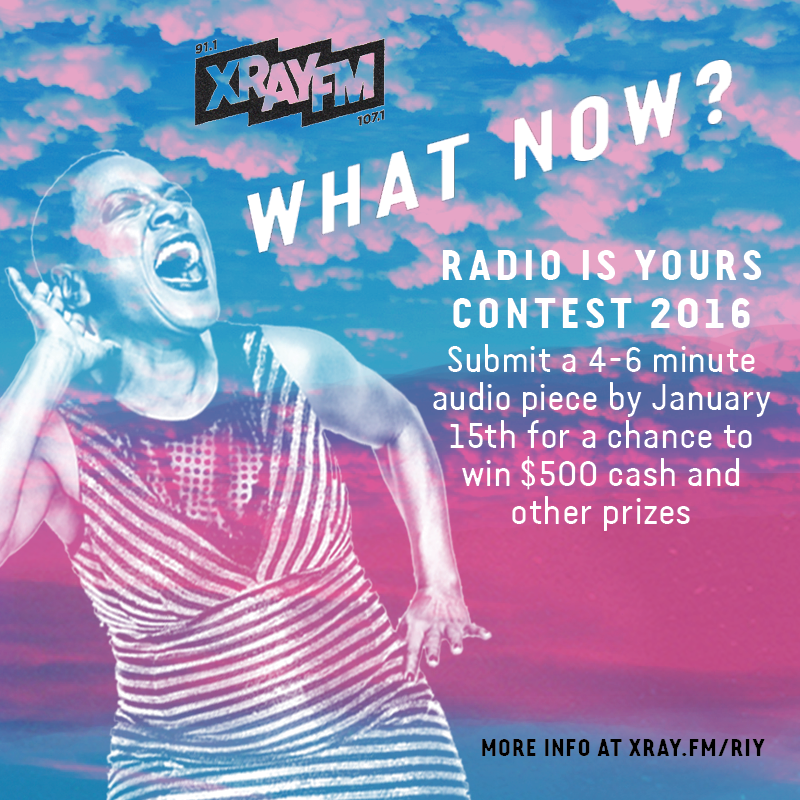 91.1
XRAYFM
107.1
WHAT NOW?
RADIO IS YOURS
CONTEST 2016
Submit a 4-6 minute
audio piece by January
15th for a chance to
win $500 cash and
other prizes
MORE INFO AT XRAY.FM/RIY